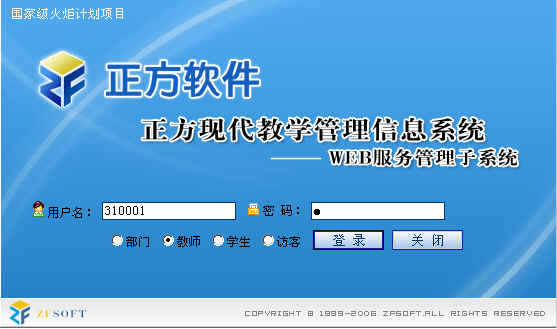 国家级火炬计划项目
ZF 正方软件
正方现代教学管理信息系统
——WEB服务管理子系统
用户名： 310001 密 码： ●
部门 教师 学生 访客 登 录 关 闭
ZF ZFSOFT COPYRIGHT @ 1999-2006 ZFSOFT.ALL RIGHTS RESERVED